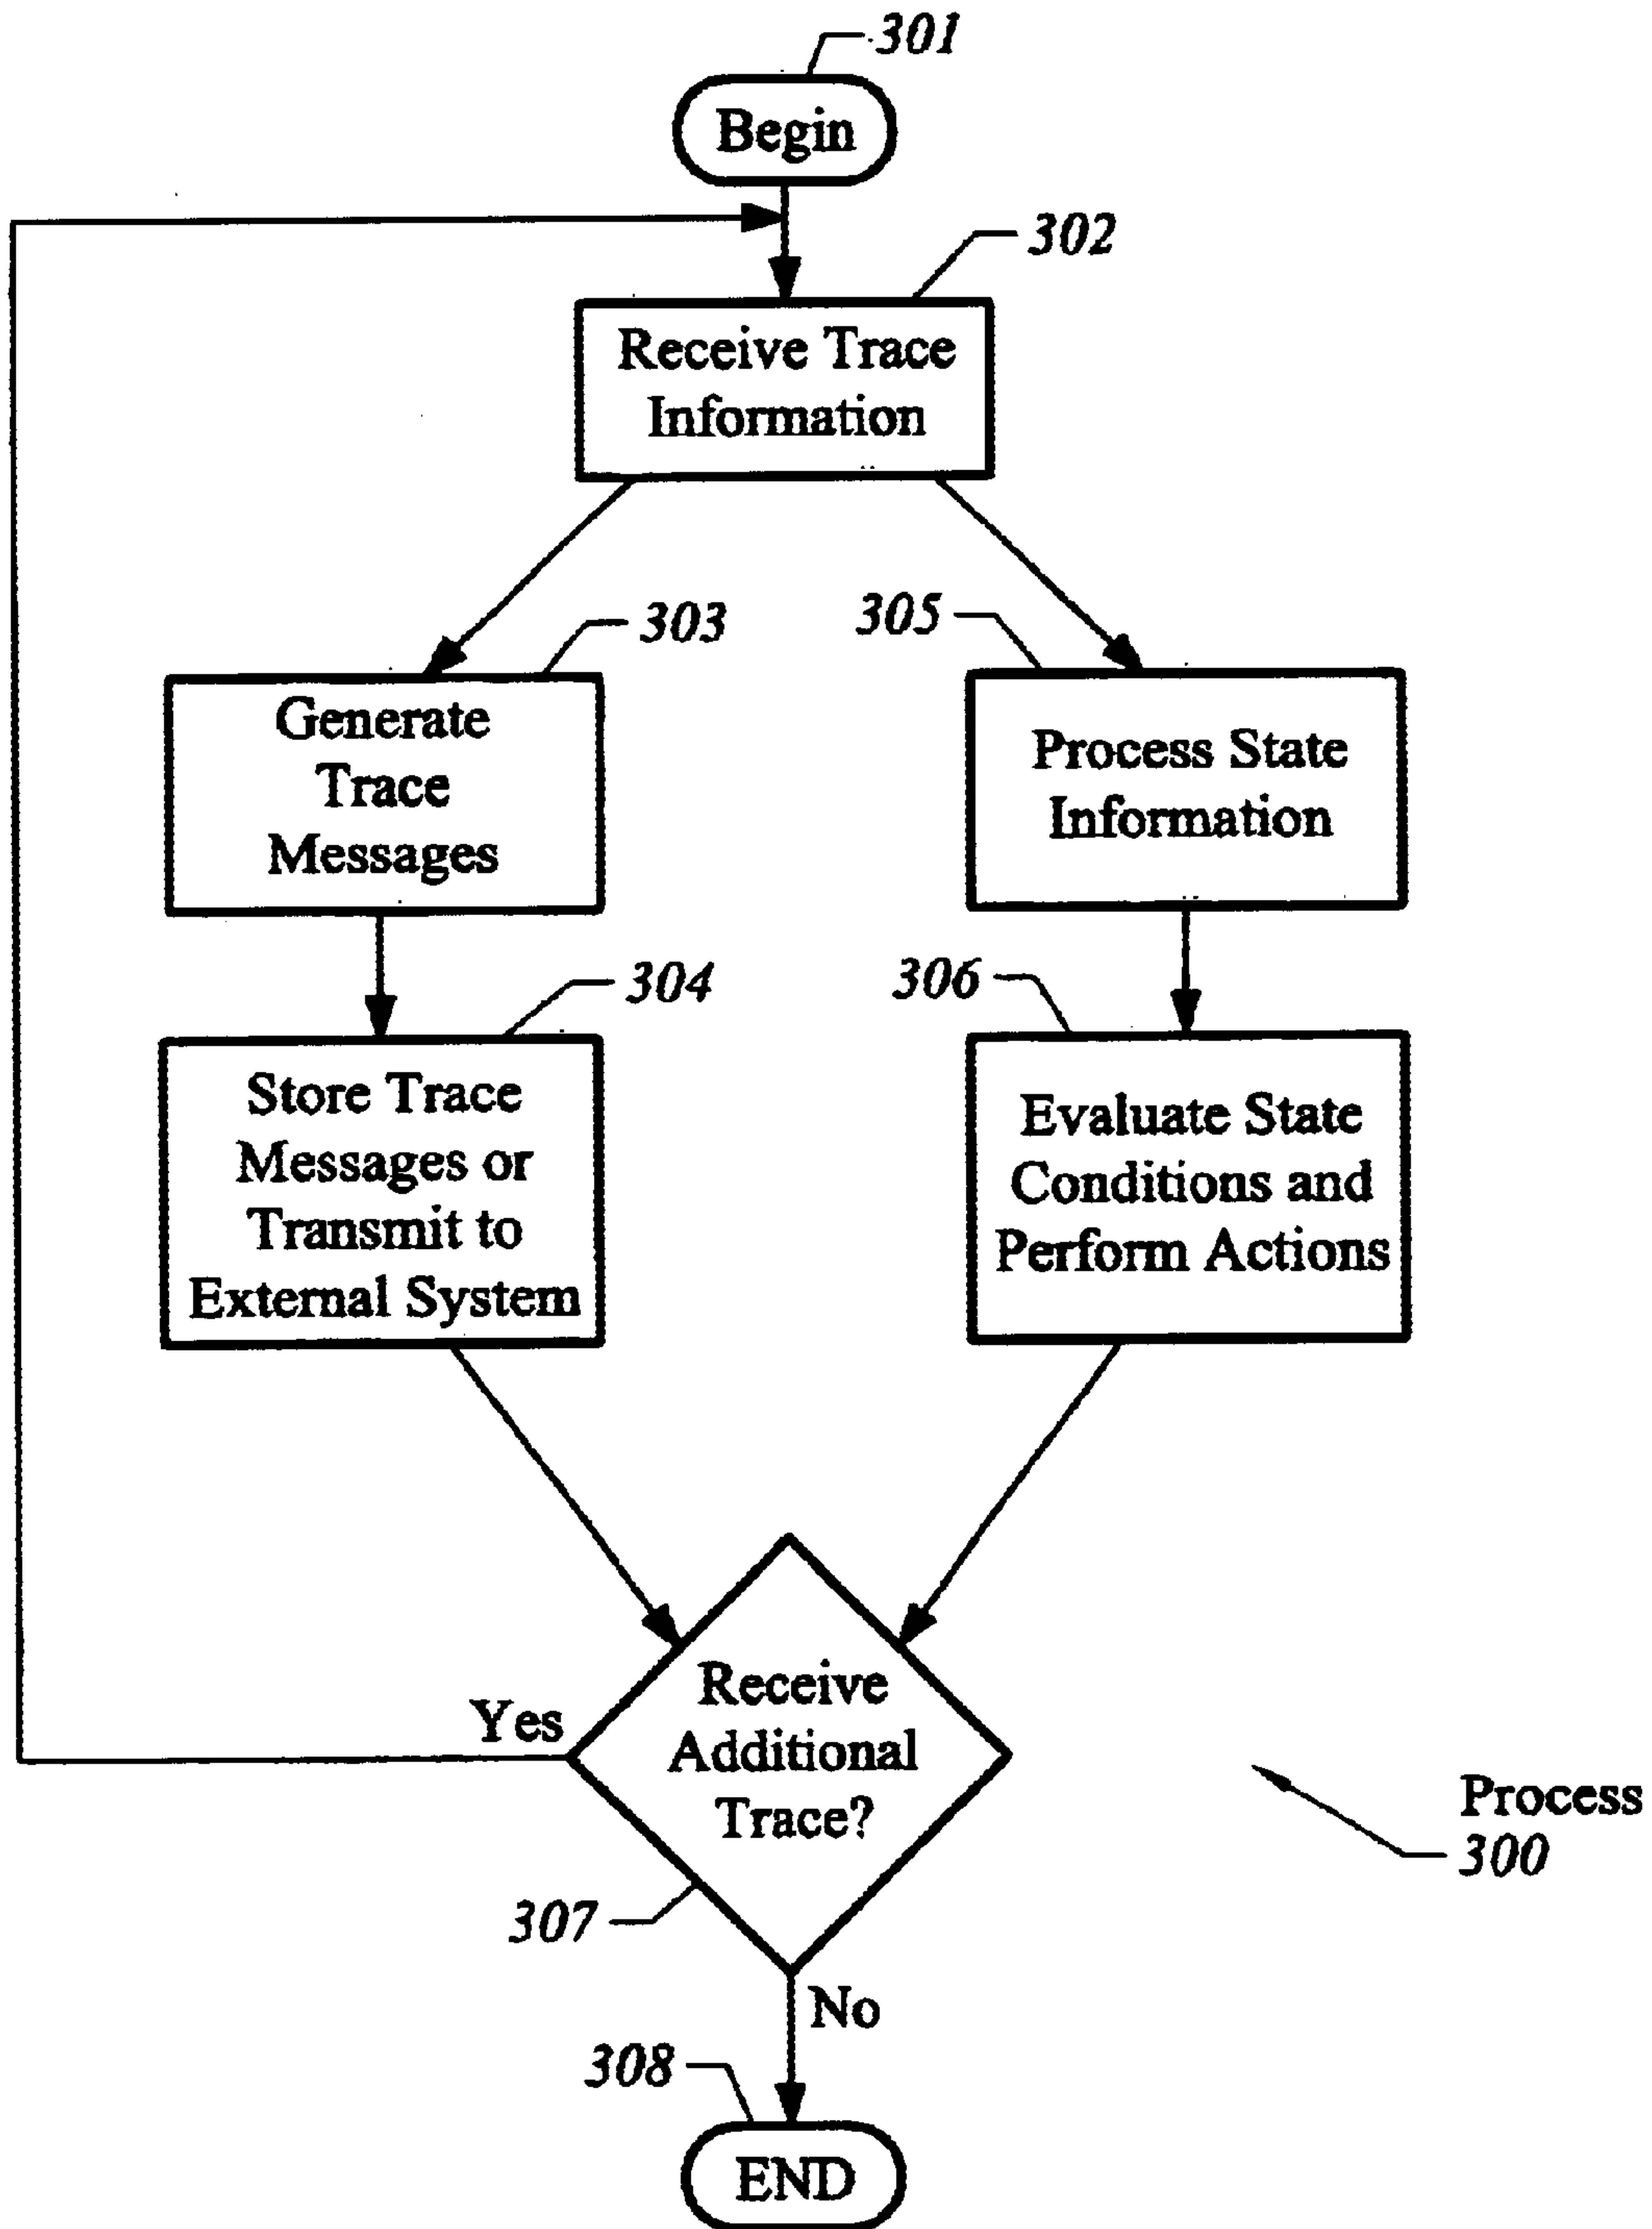 301
Begin
302
Receive Trace
Information
303
Generate
Trace
Messages
305
Process State
Information
304
Store Trace
Messages or
Transmit to
External System
306
Evaluate State
Conditions and
Perform Actions
Receive
Additional
Trace?
Yes
307
No
Process
300
308
END